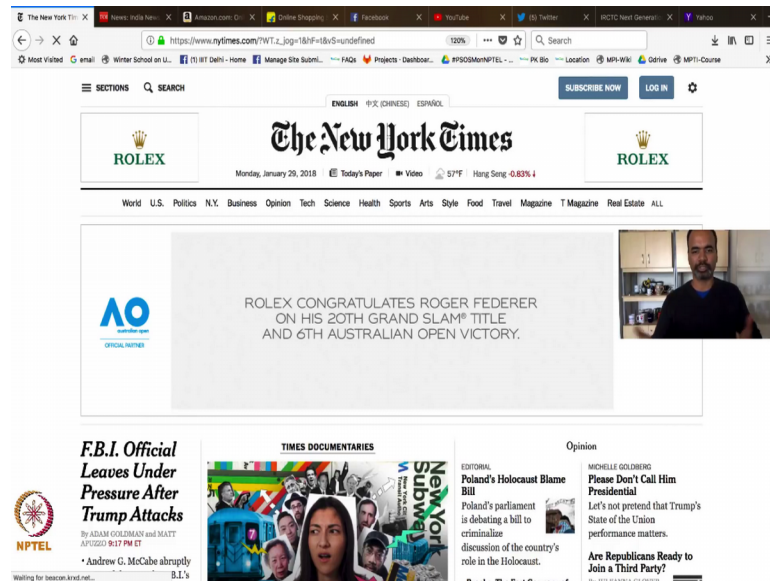 The New York Tim
News: India News
Amazon.com: On
Online Shopping
Facebook
YouTube
(5) Twitter
IRCTC Next Generati
Yahoo
https://www.nytimes.com/?WT.z_jog=1&hF=t&vS=undefined
120%
Search
Most Visited G email Winter School on U... (1) IIIT Delhi - Home Manage Site Submi... FAQs Projects - Dashboar... #PSOSMonNPTEL - ... PK Bio Location MPI-Wiki Gdrive MPTI-Course
SECTIONS SEARCH
SUBSCRIBE NOW LOG IN
ENGLISH 中文 (CHINESE) ESPAÑOL
ROLEX
The New York Times
ROLEX
Monday, January 29, 2018 Today's Paper Video 57°F Hang Seng -0.83%
World U.S. Politics N.Y. Business Opinion Tech Science Health Sports Arts Style Food Travel Magazine T Magazine Real Estate ALL
AO
australian open
OFFICIAL PARTNER
ROLEX CONGRATULATES ROGER FEDERER
ON HIS 20TH GRAND SLAM® TITLE
AND 6TH AUSTRALIAN OPEN VICTORY.
F.B.I. Official
Leaves Under
Pressure After
Trump Attacks
By ADAM GOLDMAN and MATT
APUZZO 9:17 PM ET
• Andrew G. McCabe abruptly
B.I.'s
TIMES DOCUMENTARIES
New York
Subw
7
Opinion
EDITORIAL
Poland's Holocaust Blame
Bill
Poland's parliament
is debating a bill to
criminalize
discussion of the country's
role in the Holocaust.
MICHELLE GOLDBERG
Please Don't Call Him
Presidential
Let's not pretend that Trump's
State of the Union
performance matters.
Are Republicans Ready to
Join a Third Party?
NPTEL
Waiting for beacon.krxd.net...